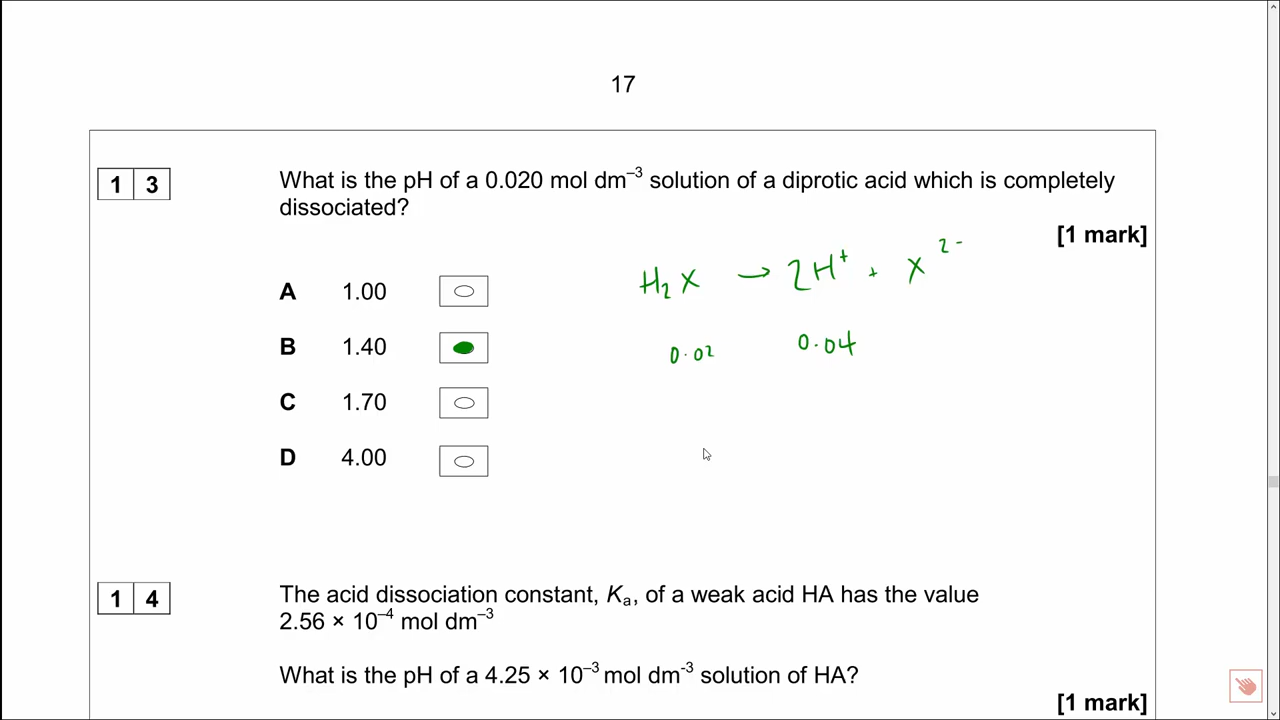 17
1 3 What is the pH of a 0.020 mol dm⁻³ solution of a diprotic acid which is completely
dissociated?
[1 mark]
H₂X → 2H⁺ + X²⁻
A 1.00
B 1.40
0.02 0.04
C 1.70
D 4.00
1 4 The acid dissociation constant, Kₐ, of a weak acid HA has the value
2.56 × 10⁻⁴ mol dm⁻³
What is the pH of a 4.25 × 10⁻³ mol dm⁻³ solution of HA?
[1 mark]